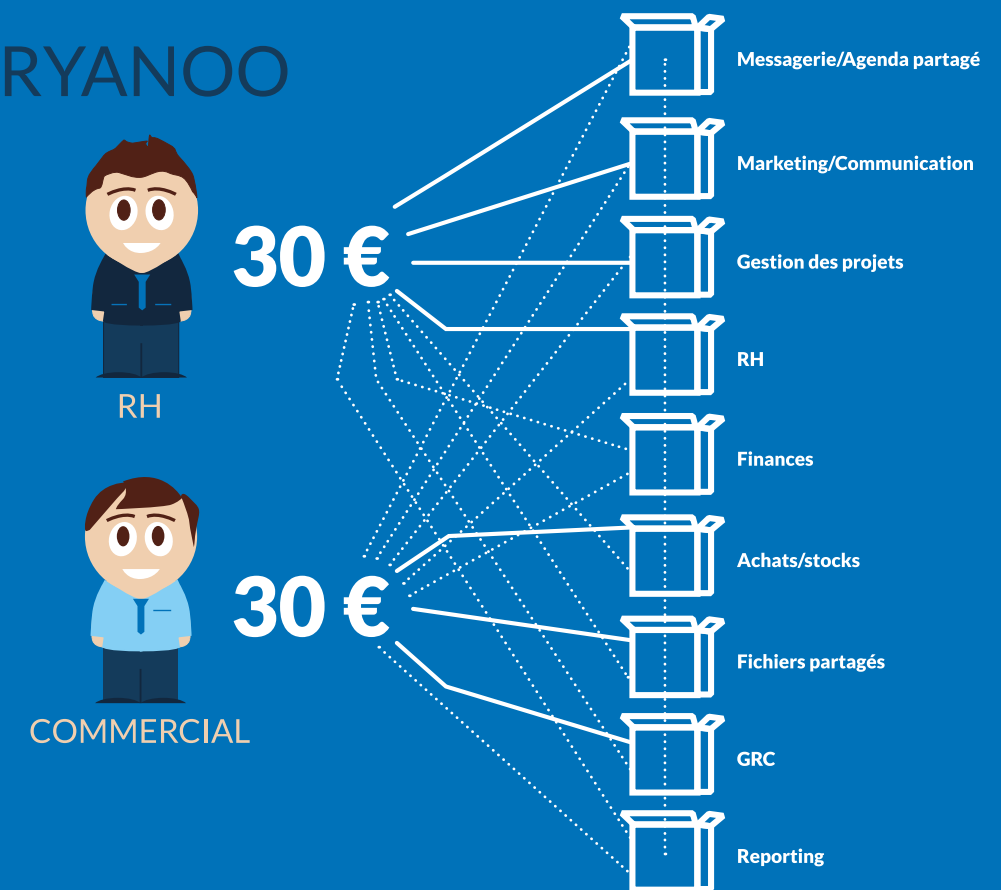 RYANOO
30 €
RH
30 €
COMMERCIAL
Messagerie/Agenda partagé
Marketing/Communication
Gestion des projets
RH
Finances
Achats/stocks
Fichiers partagés
GRC
Reporting